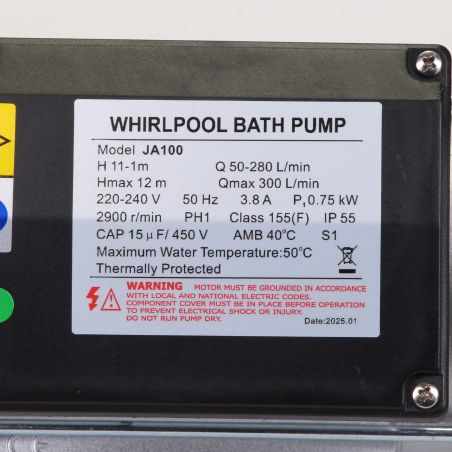 WHIRLPOOL BATH PUMP
Model JA100
H 11-1m Q 50-280 L/min
Hmax 12 m Qmax 300 L/min
220-240 V 50 Hz 3.8 A P₁ 0.75 kW
2900 r/min PH1 Class 155(F) IP 55
CAP 15 μF/ 450 V AMB 40°C S1
Maximum Water Temperature:50°C
Thermally Protected
WARNING MOTOR MUST BE GROUNDED IN ACCORDANCE
WITH LOCAL AND NATIONAL ELECTRIC CODES.
COMPONENT COVER MUST BE IN PLACE BEFORE OPERATION
TO PREVENT ELECTRICAL SHOCK OR INJURY.
DO NOT RUN PUMP DRY.
Date:2025.01